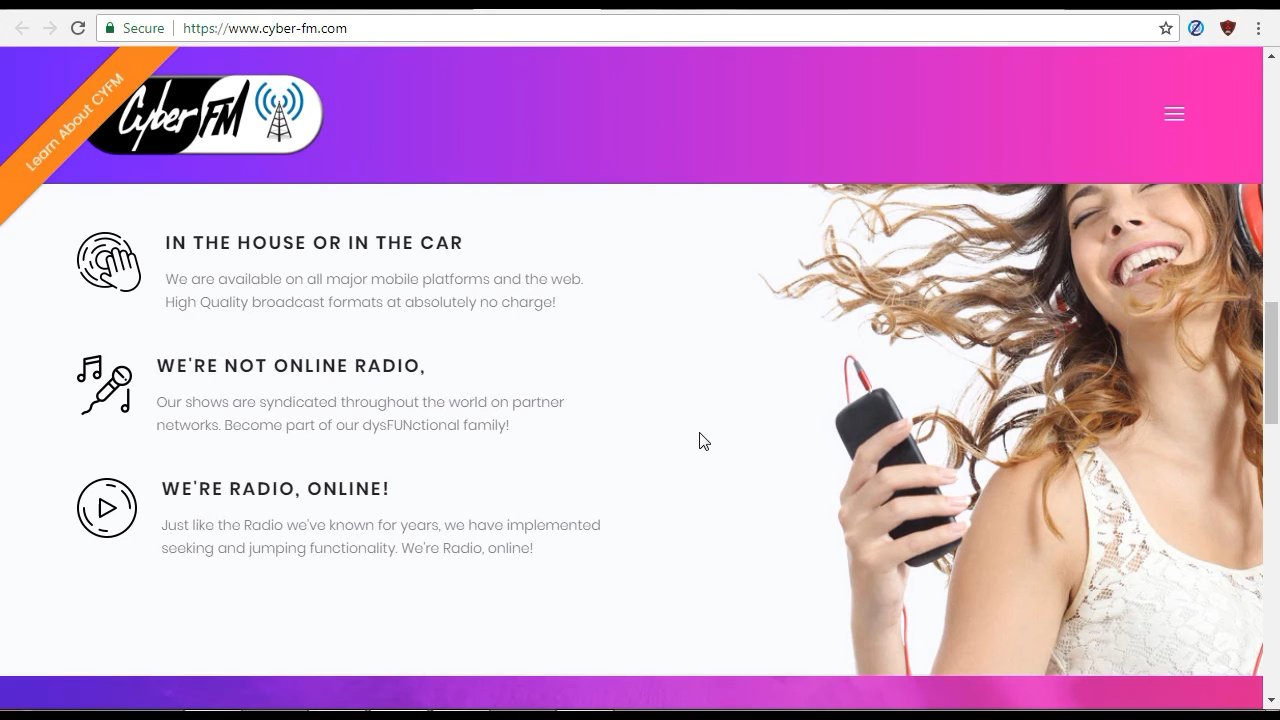 Secure
https://www.cyber-fm.com
Learn About CYFM
Cyber FM
IN THE HOUSE OR IN THE CAR
We are available on all major mobile platforms and the web.
High Quality broadcast formats at absolutely no charge!
WE'RE NOT ONLINE RADIO,
Our shows are syndicated throughout the world on partner
networks. Become part of our dysFUNctional family!
WE'RE RADIO, ONLINE!
Just like the Radio we've known for years, we have implemented
seeking and jumping functionality. We're Radio, online!